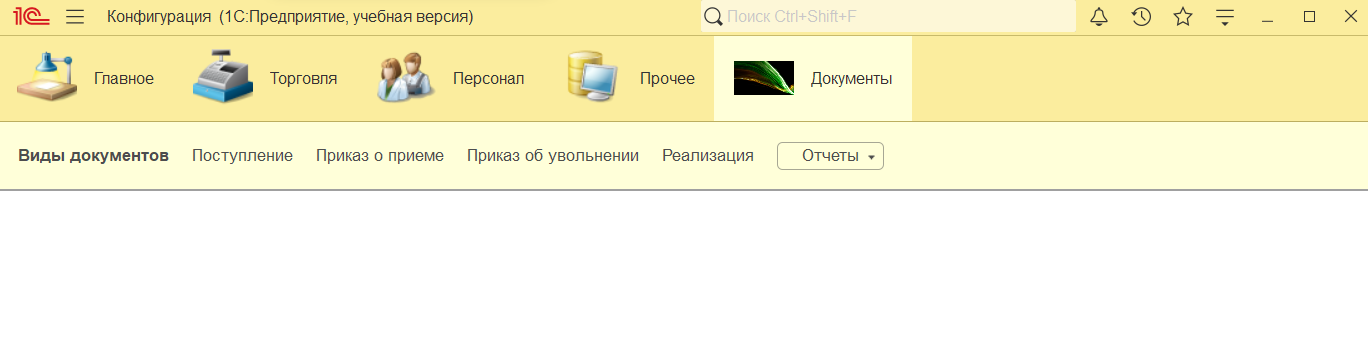 1С Конфигурация (1С:Предприятие, учебная версия) Поиск Ctrl+Shift+F
Главное Торговля Персонал Прочее Документы
Виды документов Поступление Приказ о приеме Приказ об увольнении Реализация Отчеты